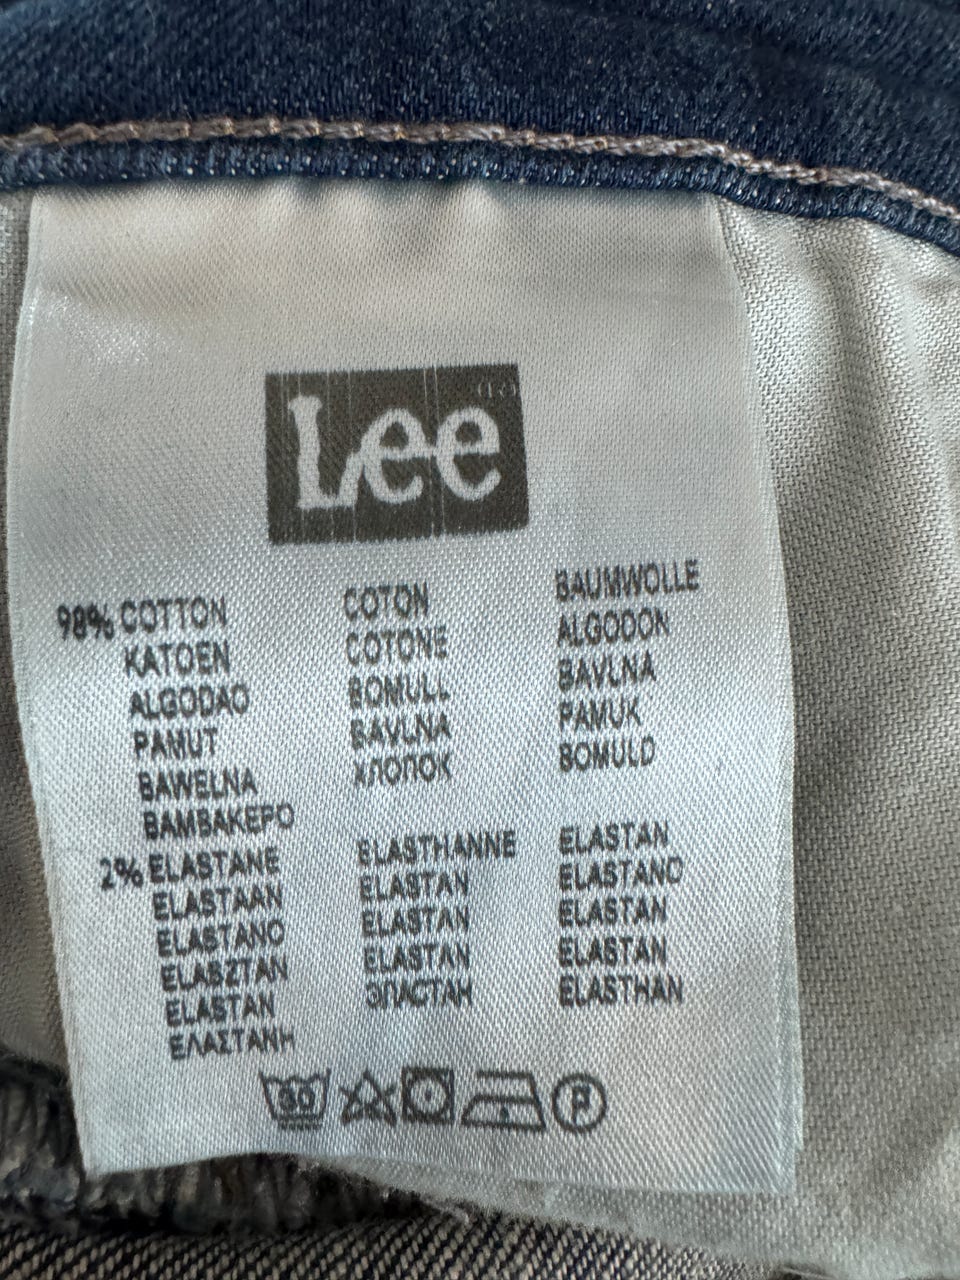 Lee
98% COTTON COTON BAUMWOLLE
KATOEN COTONE ALGODON
ALGODAO BOMULL BAVLNA
PAMUT BAVLNA PAMUK
BAWELNA ХЛОПОК BOMULD
ΒΑΜΒΑΚΕΡΟ
2% ELASTANE ELASTHANNE ELASTAN
ELASTAAN ELASTAN ELASTANO
ELASTANO ELASTAN ELASTAN
ELASZTAN ELASTAN ELASTAN
ELASTAN ЭЛАСТАН ELASTHAN
ΕΛΑΣΤΑΝΗ
30 P